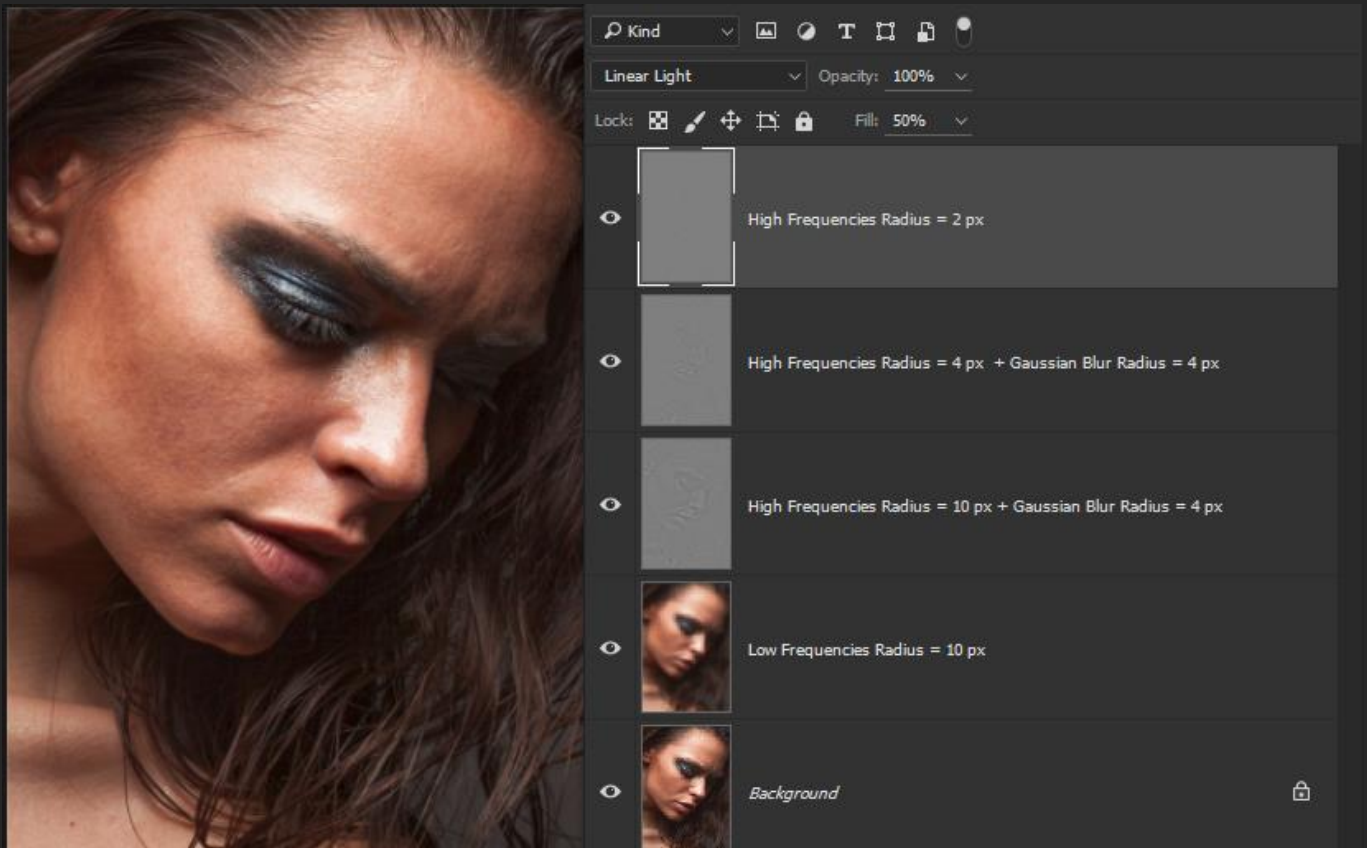 Kind
Linear Light Opacity: 100%
Lock: Fill: 50%
High Frequencies Radius = 2 px
High Frequencies Radius = 4 px + Gaussian Blur Radius = 4 px
High Frequencies Radius = 10 px + Gaussian Blur Radius = 4 px
Low Frequencies Radius = 10 px
Background